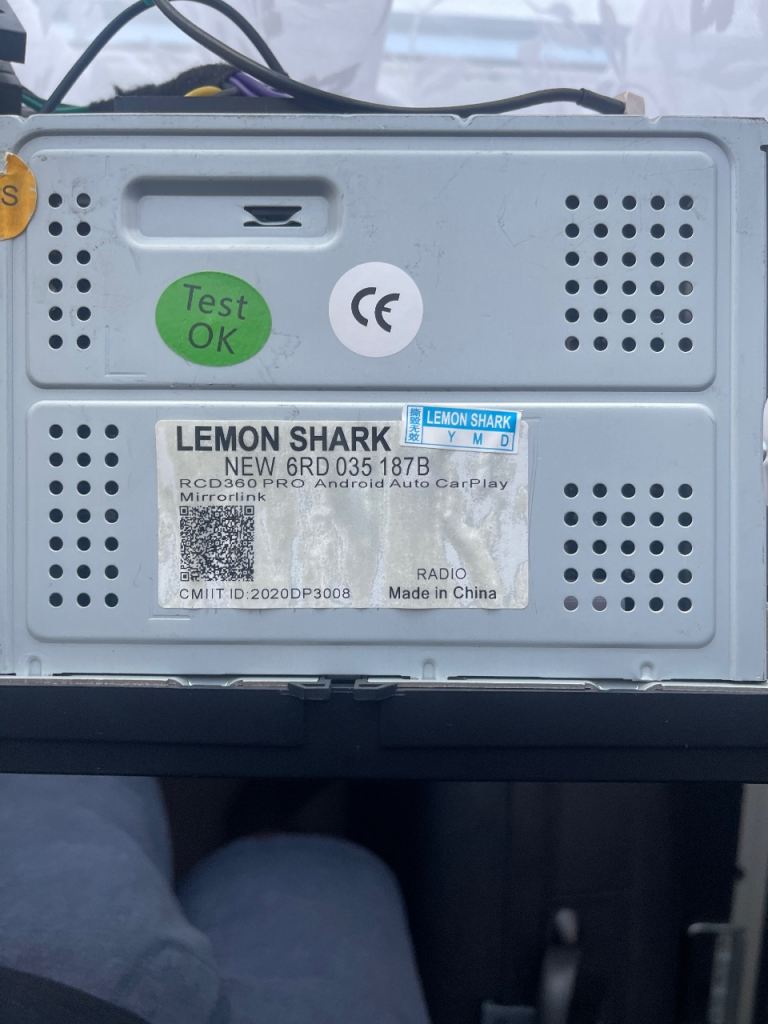 S
Test
OK
CE
LEMON SHARK
撕毁无效
LEMON SHARK
Y M D
NEW 6RD 035 187B
RCD360 PRO Android Auto CarPlay
Mirrorlink
RADIO
CMIIT ID:2020DP3008
Made in China